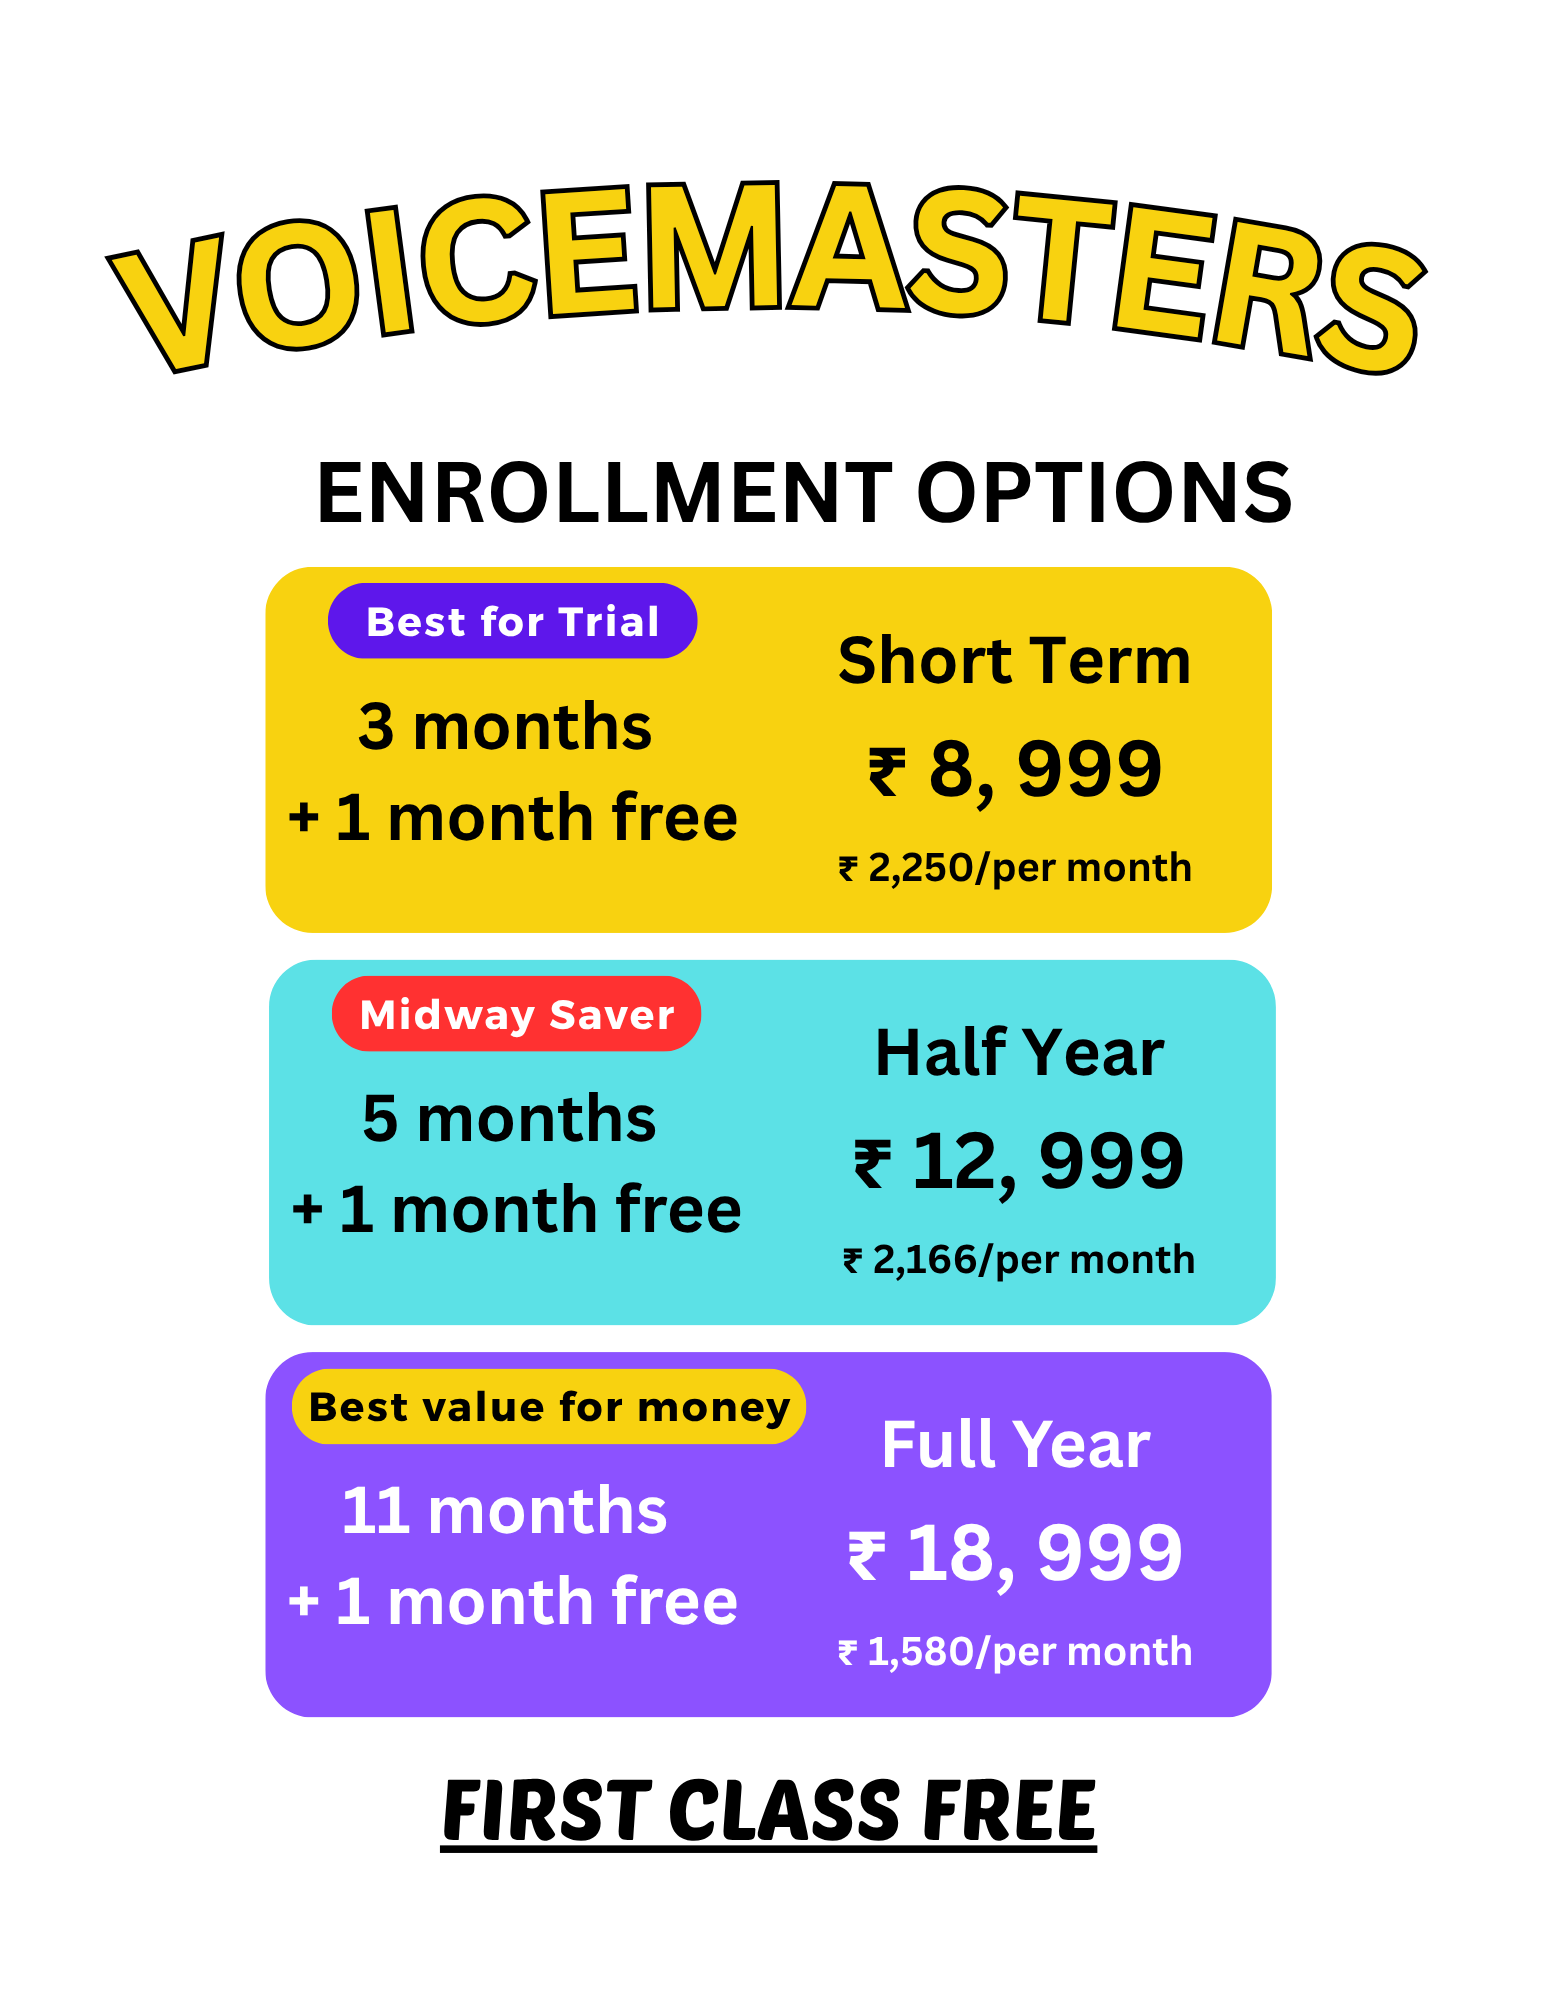 VOICEMASTERS
ENROLLMENT OPTIONS
Best for Trial
3 months
+ 1 month free
Short Term
₹ 8, 999
₹ 2,250/per month
Midway Saver
5 months
+ 1 month free
Half Year
₹ 12, 999
₹ 2,166/per month
Best value for money
11 months
+ 1 month free
Full Year
₹ 18, 999
₹ 1,580/per month
FIRST CLASS FREE